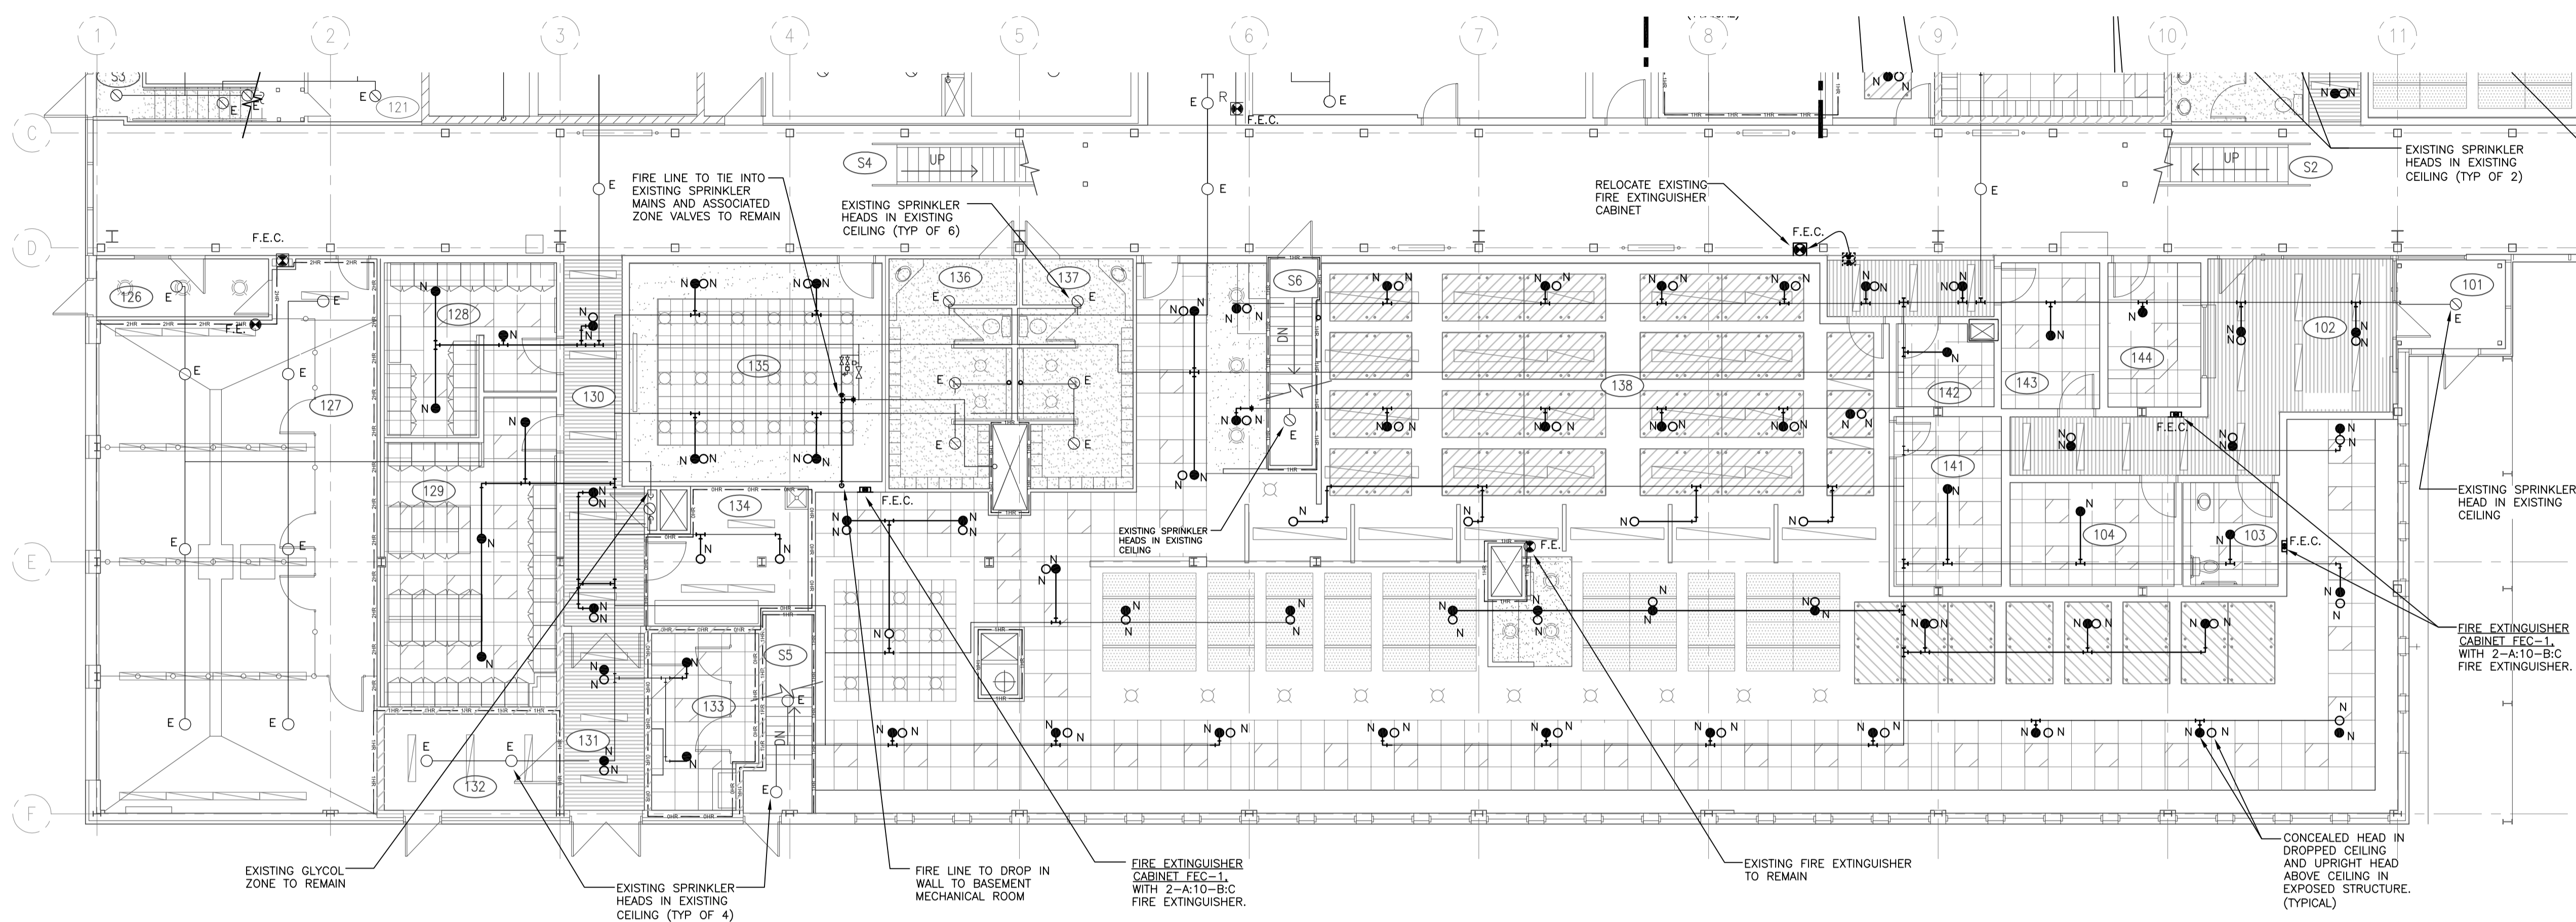 1
2
3
4
5
6
7
8
9
10
11
C
D
E
F
S3
E
E
E
121
E
R
F.E.C.
E
S4
UP
UP
S2
E
E
E
N
N
N
EXISTING SPRINKLER
HEADS IN EXISTING
CEILING (TYP OF 2)
FIRE LINE TO TIE INTO
EXISTING SPRINKLER
MAINS AND ASSOCIATED
ZONE VALVES TO REMAIN
EXISTING SPRINKLER
HEADS IN EXISTING
CEILING (TYP OF 6)
RELOCATE EXISTING
FIRE EXTINGUISHER
CABINET
F.E.C.
F.E.C.
126
F.E.
127
128
129
130
131
132
133
134
135
136
137
138
S5
DN
S6
DN
101
102
103
104
141
142
143
144
F.E.C.
F.E.C.
F.E.C.
F.E.
2HR
1HR
0HR
EXISTING SPRINKLER
HEADS IN EXISTING
CEILING
EXISTING SPRINKLER
HEAD IN EXISTING
CEILING
FIRE EXTINGUISHER
CABINET FEC-1,
WITH 2-A:10-B:C
FIRE EXTINGUISHER.
EXISTING GLYCOL
ZONE TO REMAIN
EXISTING SPRINKLER
HEADS IN EXISTING
CEILING (TYP OF 4)
FIRE LINE TO DROP IN
WALL TO BASEMENT
MECHANICAL ROOM
FIRE EXTINGUISHER
CABINET FEC-1,
WITH 2-A:10-B:C
FIRE EXTINGUISHER.
EXISTING FIRE EXTINGUISHER
TO REMAIN
CONCEALED HEAD IN
DROPPED CEILING
AND UPRIGHT HEAD
ABOVE CEILING IN
EXPOSED STRUCTURE.
(TYPICAL)